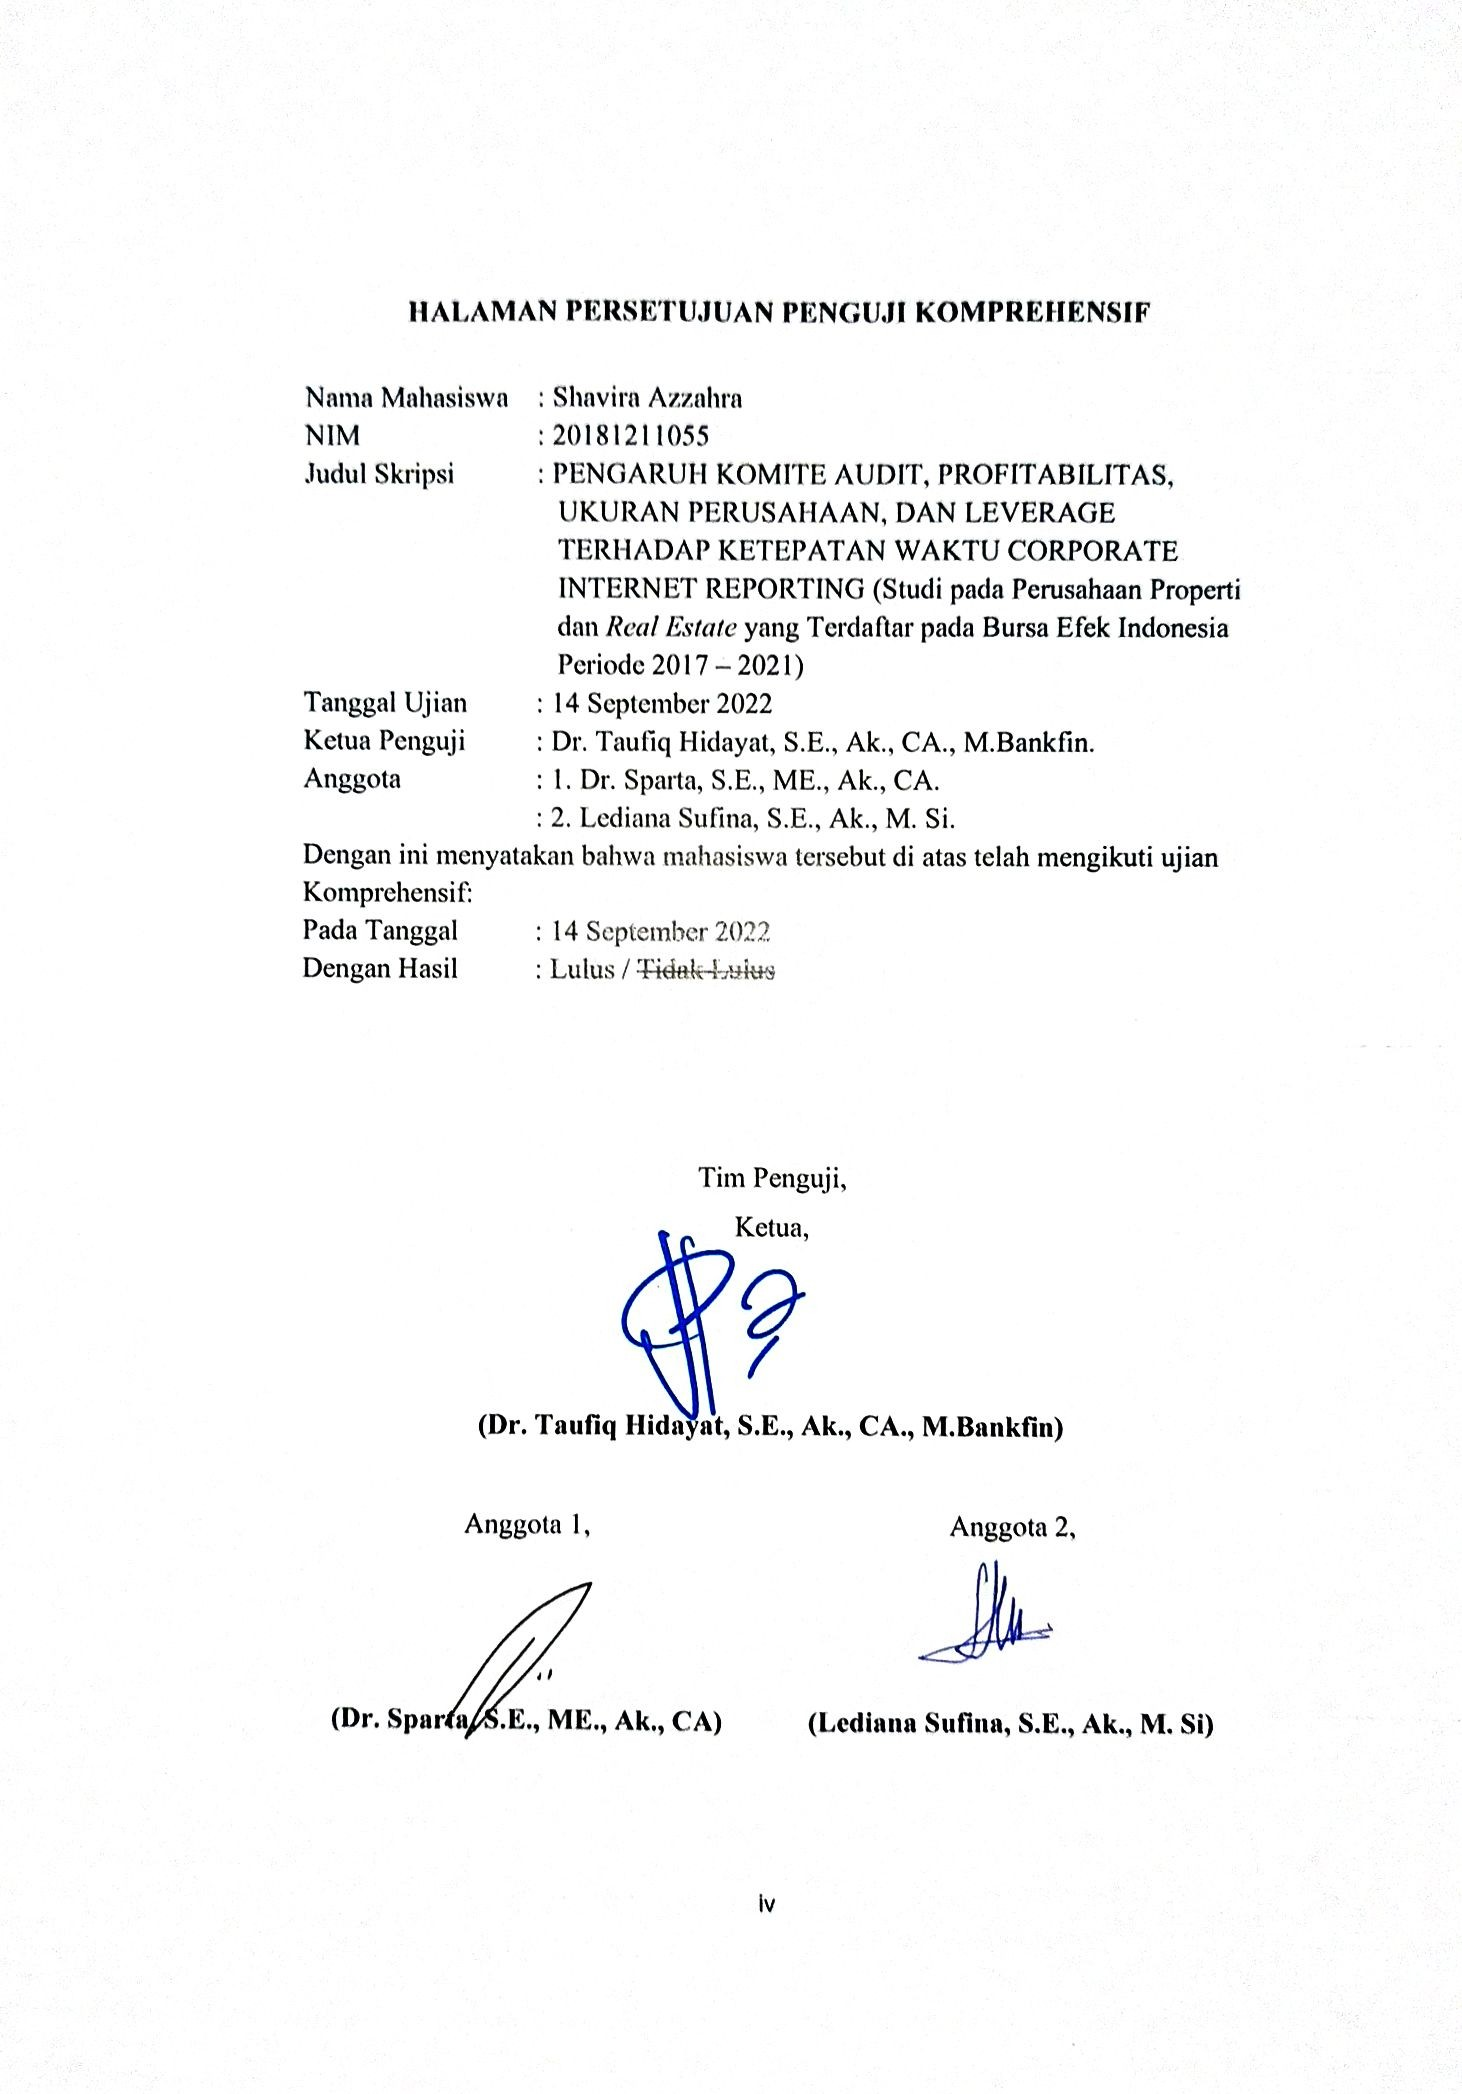 HALAMAN PERSETUJUAN PENGUJI KOMPREHENSIF
Nama Mahasiswa : Shavira Azzahra
NIM : 20181211055
Judul Skripsi : PENGARUH KOMITE AUDIT, PROFITABILITAS,
UKURAN PERUSAHAAN, DAN LEVERAGE
TERHADAP KETEPATAN WAKTU CORPORATE
INTERNET REPORTING (Studi pada Perusahaan Properti
dan Real Estate yang Terdaftar pada Bursa Efek Indonesia
Periode 2017 – 2021)
Tanggal Ujian : 14 September 2022
Ketua Penguji : Dr. Taufiq Hidayat, S.E., Ak., CA., M.Bankfin.
Anggota : 1. Dr. Sparta, S.E., ME., Ak., CA.
: 2. Lediana Sufina, S.E., Ak., M. Si.
Dengan ini menyatakan bahwa mahasiswa tersebut di atas telah mengikuti ujian
Komprehensif:
Pada Tanggal : 14 September 2022
Dengan Hasil : Lulus / Tidak Lulus
Tim Penguji,
Ketua,
(Dr. Taufiq Hidayat, S.E., Ak., CA., M.Bankfin)
Anggota 1,
Anggota 2,
(Dr. Sparta, S.E., ME., Ak., CA)
(Lediana Sufina, S.E., Ak., M. Si)
iv